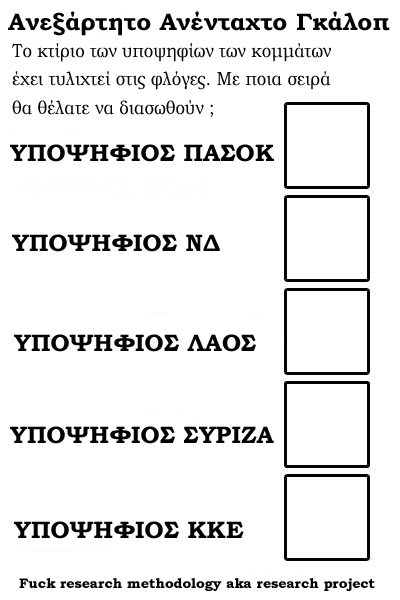 Ανεξάρτητο Ανένταχτο Γκάλοπ
Το κτίριο των υποψηφίων των κομμάτων
έχει τυλιχτεί στις φλόγες. Με ποια σειρά
θα θέλατε να διασωθούν ;
ΥΠΟΨΗΦΙΟΣ ΠΑΣΟΚ
ΥΠΟΨΗΦΙΟΣ ΝΔ
ΥΠΟΨΗΦΙΟΣ ΛΑΟΣ
ΥΠΟΨΗΦΙΟΣ ΣΥΡΙΖΑ
ΥΠΟΨΗΦΙΟΣ ΚΚΕ
Fuck research methodology aka research project